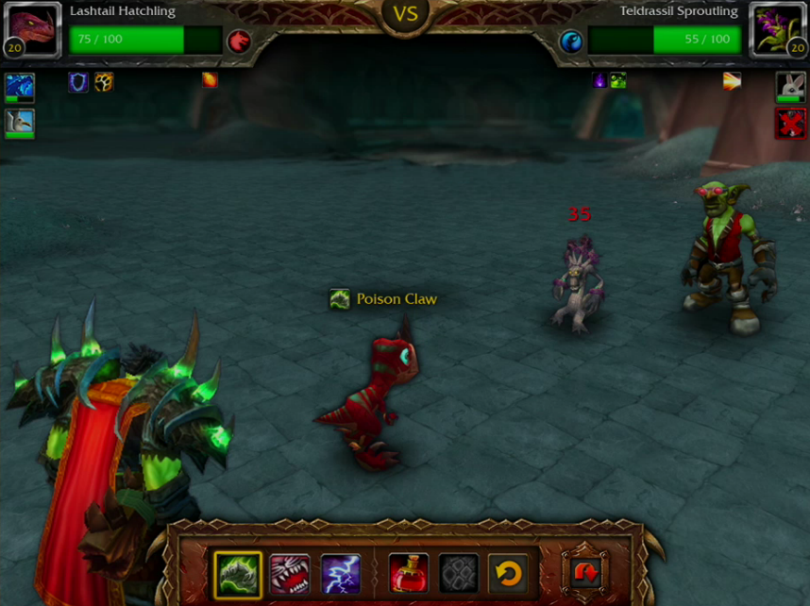 Lashtail Hatchling
VS
Teldrassil Sproutling
20
75 / 100
55 / 100
20
35
Poison Claw